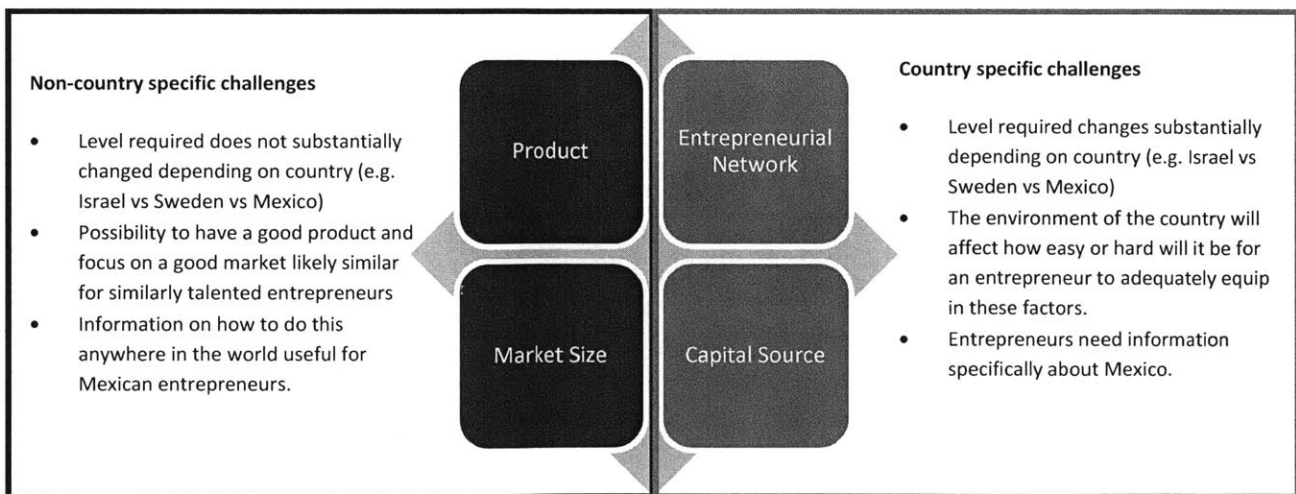 Non-country specific challenges
• Level required does not substantially
changed depending on country (e.g.
Israel vs Sweden vs Mexico)
• Possibility to have a good product and
focus on a good market likely similar
for similarly talented entrepreneurs
• Information on how to do this
anywhere in the world useful for
Mexican entrepreneurs.
Product
Entrepreneurial
Network
Market Size
Capital Source
Country specific challenges
• Level required changes substantially
depending on country (e.g. Israel vs
Sweden vs Mexico)
• The environment of the country will
affect how easy or hard will it be for
an entrepreneur to adequately equip
in these factors.
• Entrepreneurs need information
specifically about Mexico.